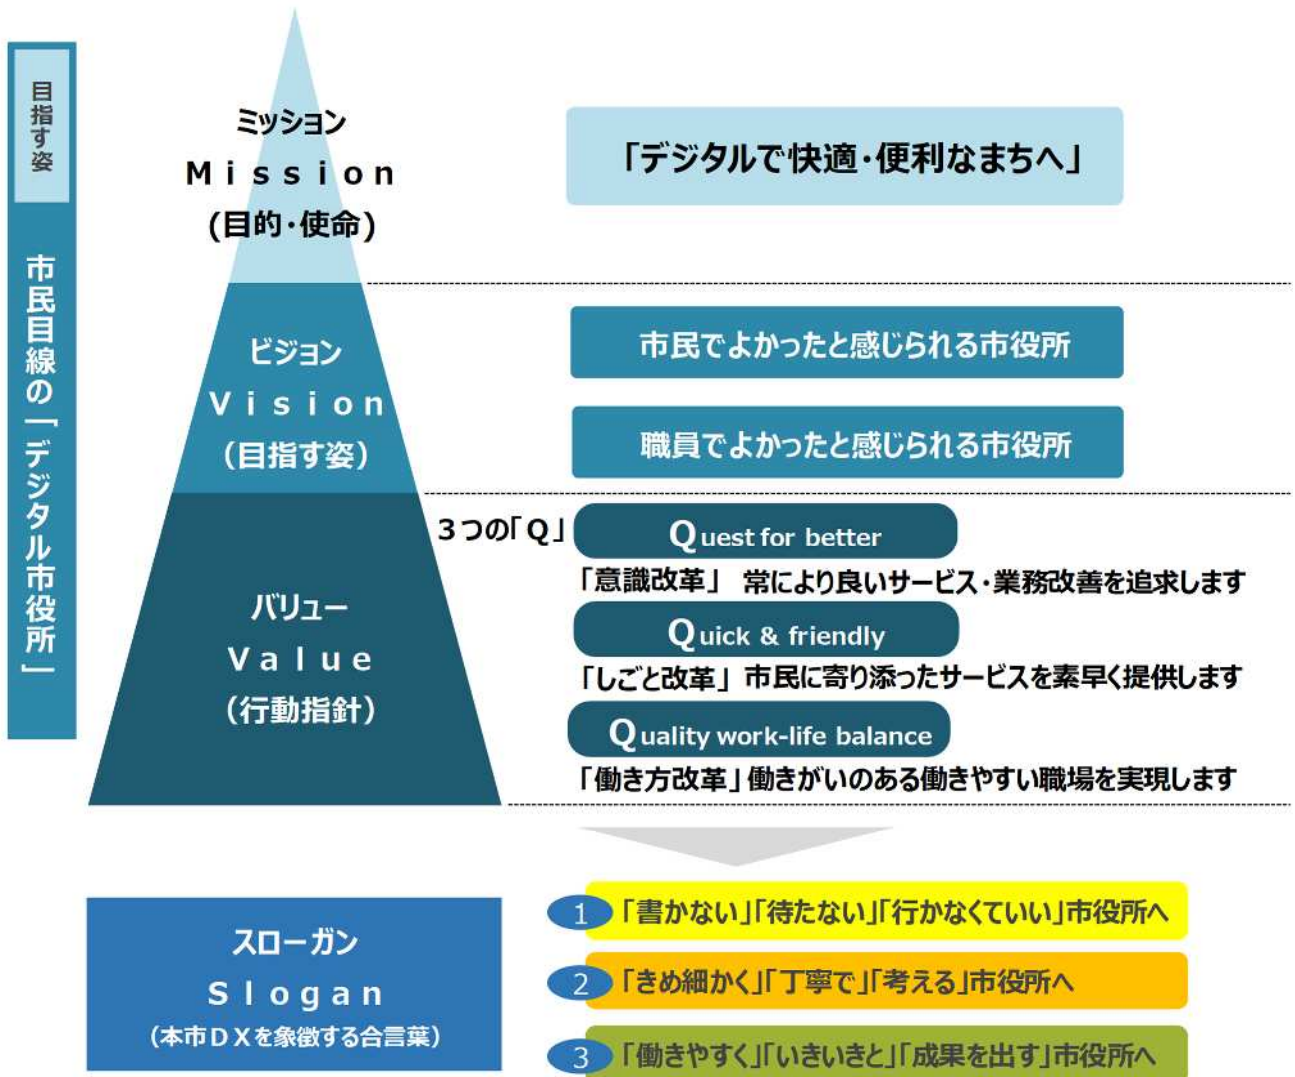 目指す姿
市民目線の「デジタル市役所」
ミッション
Mission
(目的・使命)
「デジタルで快適・便利なまちへ」
ビジョン
Vision
(目指す姿)
市民でよかったと感じられる市役所
職員でよかったと感じられる市役所
バリュー
Value
(行動指針)
3つの「Q」
Quest for better
「意識改革」 常により良いサービス・業務改善を追求します
Quick & friendly
「しごと改革」 市民に寄り添ったサービスを素早く提供します
Quality work-life balance
「働き方改革」 働きがいのある働きやすい職場を実現します
スローガン
Slogan
(本市DXを象徴する合言葉)
1 「書かない」「待たない」「行かなくていい」市役所へ
2 「きめ細かく」「丁寧で」「考える」市役所へ
3 「働きやすく」「いきいきと」「成果を出す」市役所へ